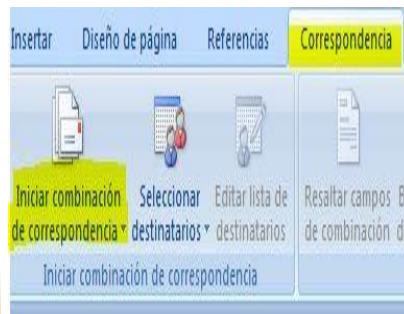 Insertar Diseño de página Referencias Correspondencia
Iniciar combinación Seleccionar Editar lista de Resaltar campos
de correspondencia destinatarios destinatarios de combinación
Iniciar combinación de correspondencia